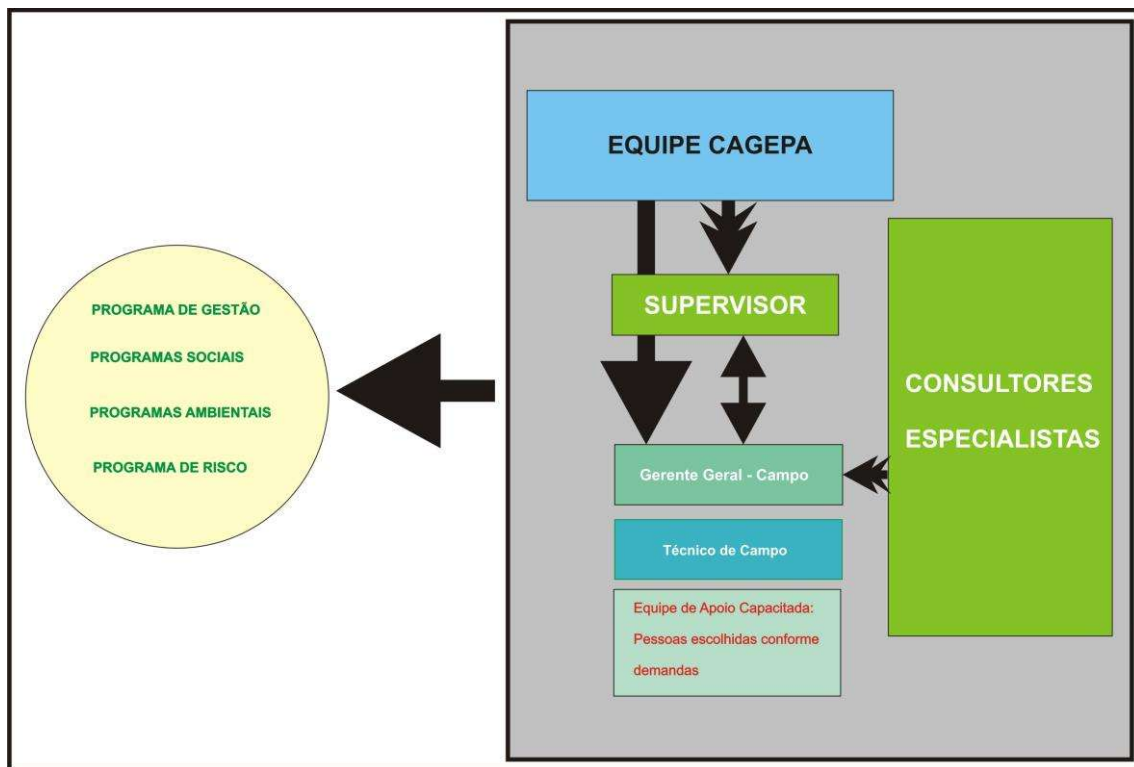 PROGRAMA DE GESTÃO
PROGRAMAS SOCIAIS
PROGRAMAS AMBIENTAIS
PROGRAMA DE RISCO
EQUIPE CAGEPA
SUPERVISOR
Gerente Geral - Campo
Técnico de Campo
Equipe de Apoio Capacitada:
Pessoas escolhidas conforme
demandas
CONSULTORES
ESPECIALISTAS